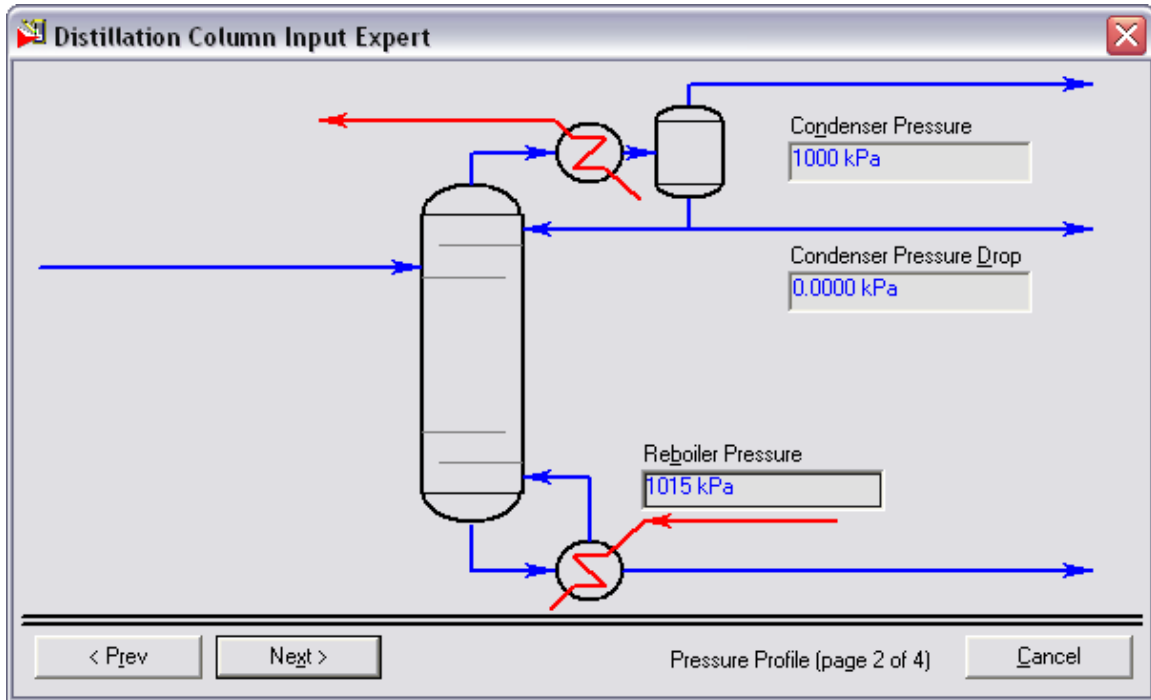 Distillation Column Input Expert
Condenser Pressure
1000 kPa
Condenser Pressure Drop
0.0000 kPa
Reboiler Pressure
1015 kPa
< Prev
Next >
Pressure Profile (page 2 of 4)
Cancel